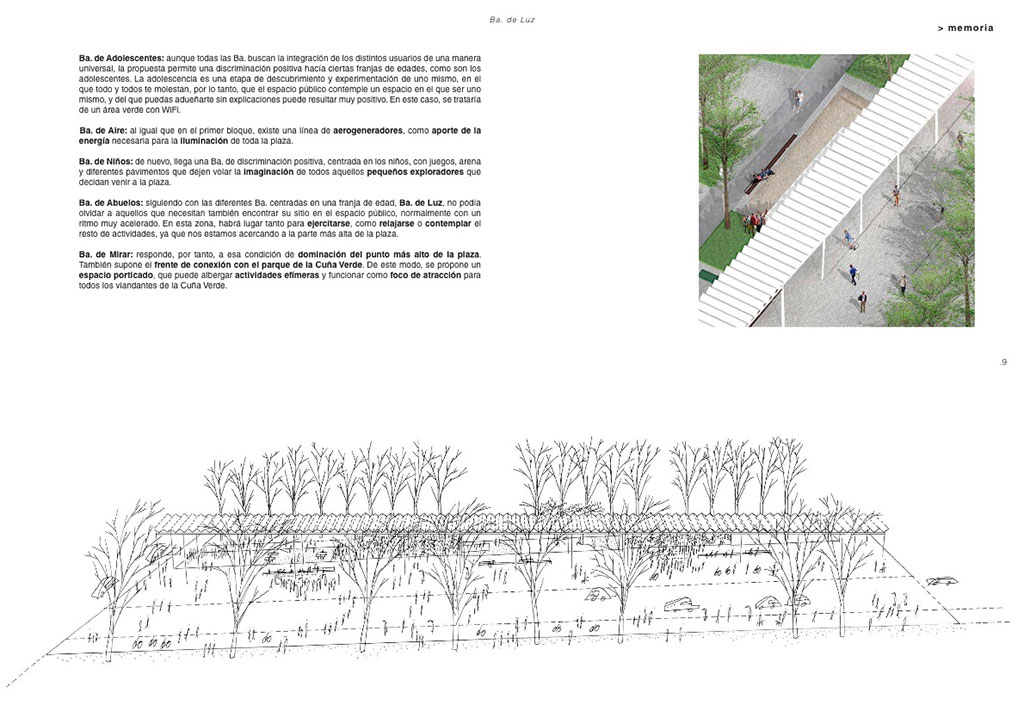 Ba. de Luz
> memoria
Ba. de Adolescentes: aunque todas las Ba. buscan la integración de los distintos usuarios de una manera
universal, la propuesta permite una discriminación positiva hacía ciertas franjas de edades, como son los
adolescentes. La adolescencia es una etapa de descubrimiento y experimentación de uno mismo, en el
que todo y todos te molestan, por lo tanto, que el espacio público contemple un espacio en el que ser uno
mismo, y del que puedas adueñarte sin explicaciones puede resultar muy positivo. En este caso, se trataría
de un área verde con WiFi.
Ba. de Aire: al igual que en el primer bloque, existe una línea de aerogeneradores, como aporte de la
energía necesaria para la iluminación de toda la plaza.
Ba. de Niños: de nuevo, llega una Ba. de discriminación positiva, centrada en los niños, con juegos, arena
y diferentes pavimentos que dejen volar la imaginación de todos aquellos pequeños exploradores que
decidan venir a la plaza.
Ba. de Abuelos: siguiendo con las diferentes Ba. centradas en una franja de edad, Ba. de Luz, no podía
olvidar a aquellos que necesitan también encontrar su sitio en el espacio público, normalmente con un
ritmo muy acelerado. En esta zona, habrá lugar tanto para ejercitarse, como relajarse o contemplar el
resto de actividades, ya que nos estamos acercando a la parte más alta de la plaza.
Ba. de Mirar: responde, por tanto, a esa condición de dominación del punto más alto de la plaza.
También supone el frente de conexión con el parque de la Cuña Verde. De este modo, se propone un
espacio porticado, que puede albergar actividades efímeras y funcionar como foco de atracción para
todos los viandantes de la Cuña Verde.
.9